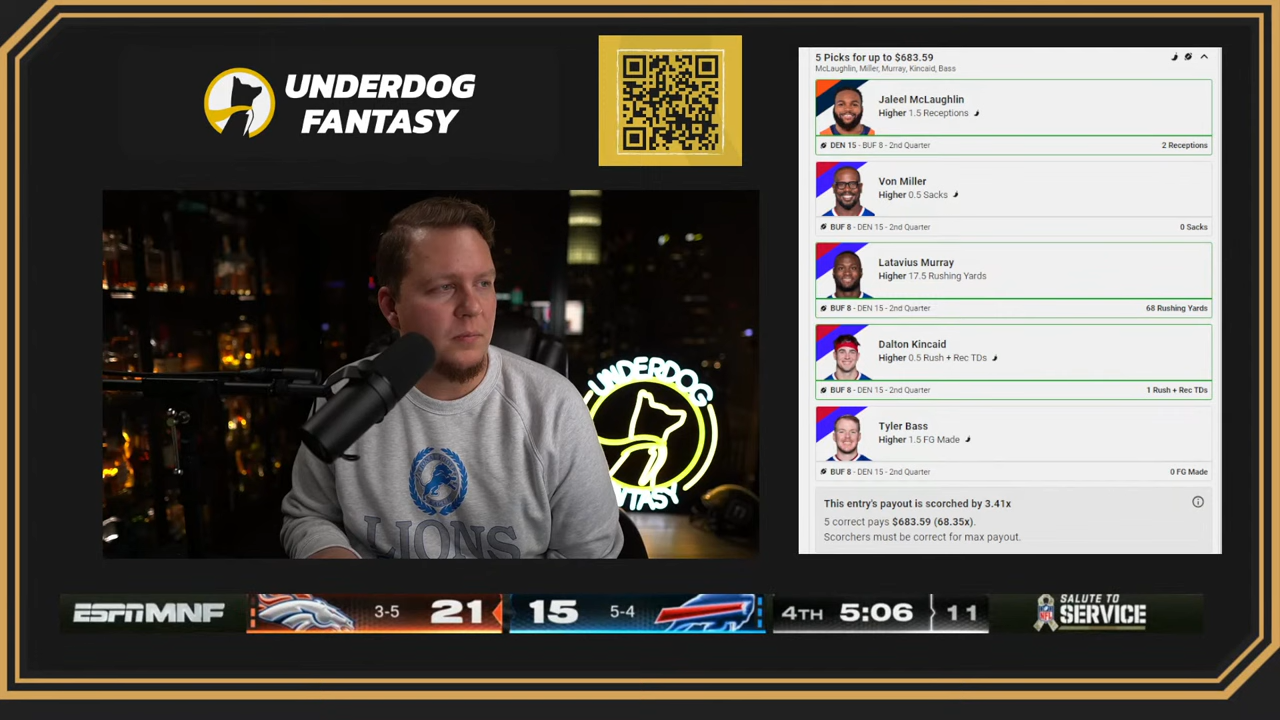 UNDERDOG
FANTASY
5 Picks for up to $683.59
McLaughlin, Miller, Murray, Kincaid, Bass
Jaleel McLaughlin
Higher 1.5 Receptions
DEN 15 - BUF 8 - 2nd Quarter
2 Receptions
Von Miller
Higher 0.5 Sacks
BUF 8 - DEN 15 - 2nd Quarter
0 Sacks
Latavius Murray
Higher 17.5 Rushing Yards
BUF 8 - DEN 15 - 2nd Quarter
68 Rushing Yards
Dalton Kincaid
Higher 0.5 Rush + Rec TDs
BUF 8 - DEN 15 - 2nd Quarter
1 Rush + Rec TDs
Tyler Bass
Higher 1.5 FG Made
BUF 8 - DEN 15 - 2nd Quarter
0 FG Made
This entry's payout is scorched by 3.41x
5 correct pays $683.59 (68.35x).
Scorchers must be correct for max payout.
UNDERDOG
FANTASY
LIONS
ESPN MNF
3-5
21
15
5-4
4TH
5:06
11
NFL
SALUTE TO
SERVICE